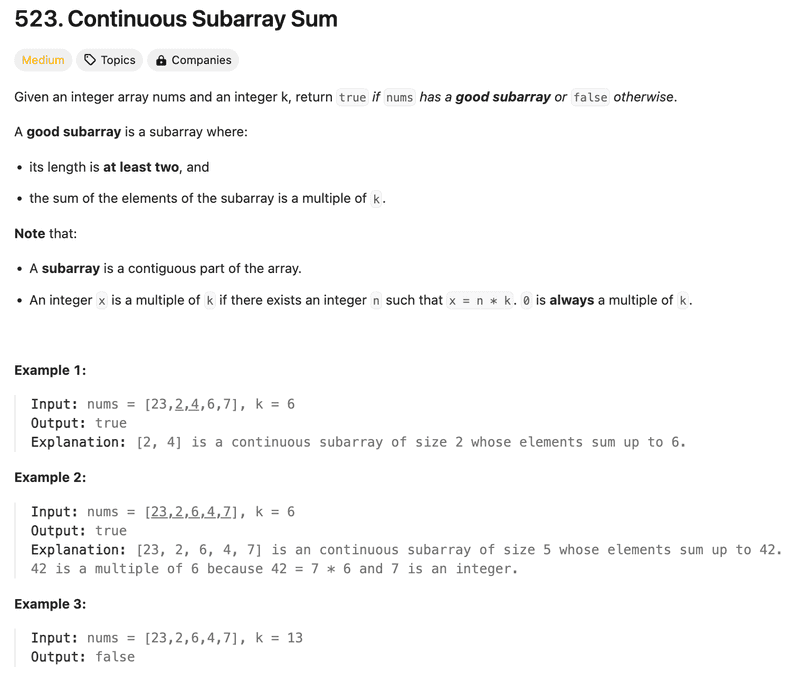 523. Continuous Subarray Sum
Medium Topics Companies
Given an integer array nums and an integer k, return true if nums has a good subarray or false otherwise.
A good subarray is a subarray where:
• its length is at least two, and
• the sum of the elements of the subarray is a multiple of k.
Note that:
• A subarray is a contiguous part of the array.
• An integer x is a multiple of k if there exists an integer n such that x = n * k. 0 is always a multiple of k.
Example 1:
Input: nums = [23,2,4,6,7], k = 6
Output: true
Explanation: [2, 4] is a continuous subarray of size 2 whose elements sum up to 6.
Example 2:
Input: nums = [23,2,6,4,7], k = 6
Output: true
Explanation: [23, 2, 6, 4, 7] is an continuous subarray of size 5 whose elements sum up to 42.
42 is a multiple of 6 because 42 = 7 * 6 and 7 is an integer.
Example 3:
Input: nums = [23,2,6,4,7], k = 13
Output: false